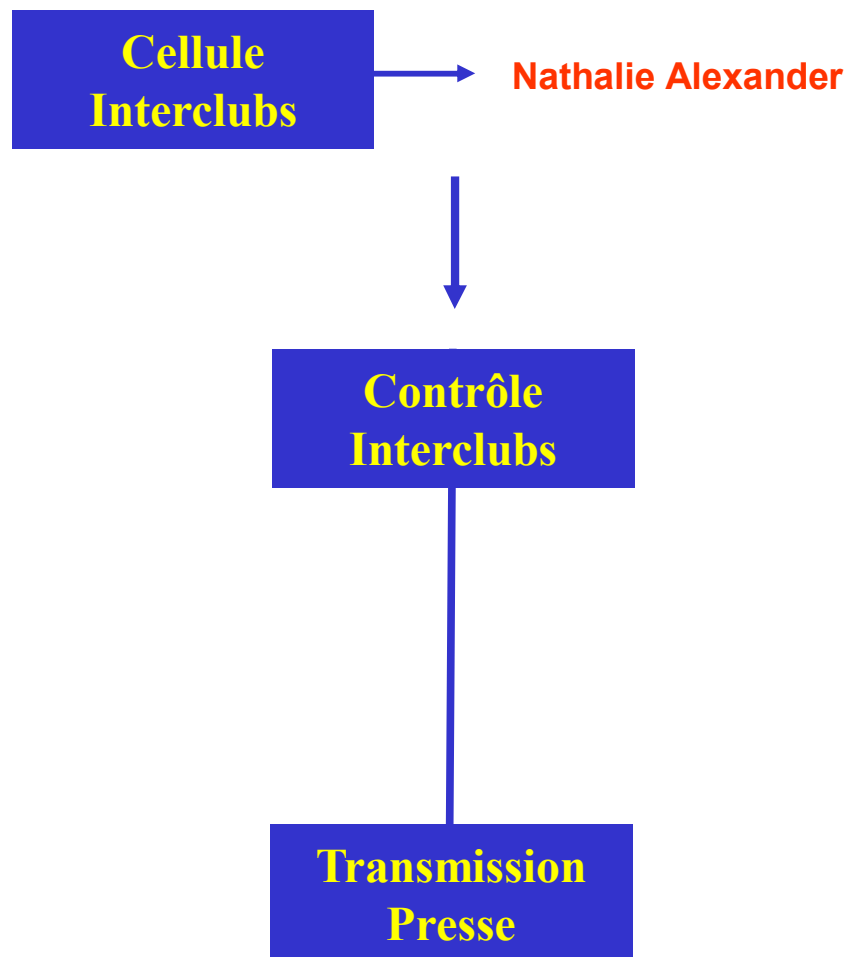 Cellule
Interclubs
Nathalie Alexander
Contrôle
Interclubs
Transmission
Presse